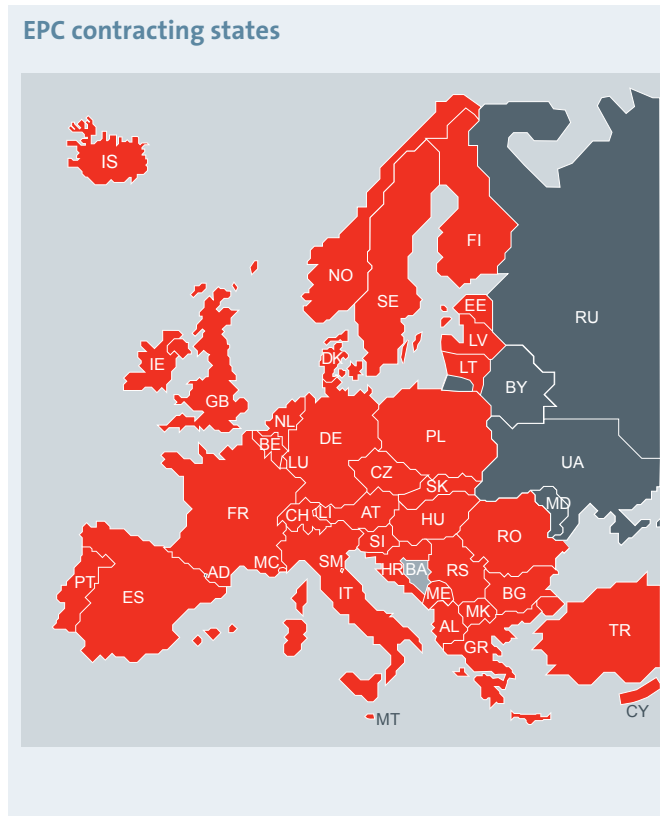 EPC contracting states
IS
FI
NO
SE
EE
RU
LV
DK
IE
LT
BY
GB
NL
BE
DE
PL
LU
CZ
UA
SK
FR
CH
LI
AT
MD
HU
RO
SI
MC
SM
HR
BA
RS
AD
PT
ES
IT
ME
BG
MK
AL
TR
GR
CY
MT